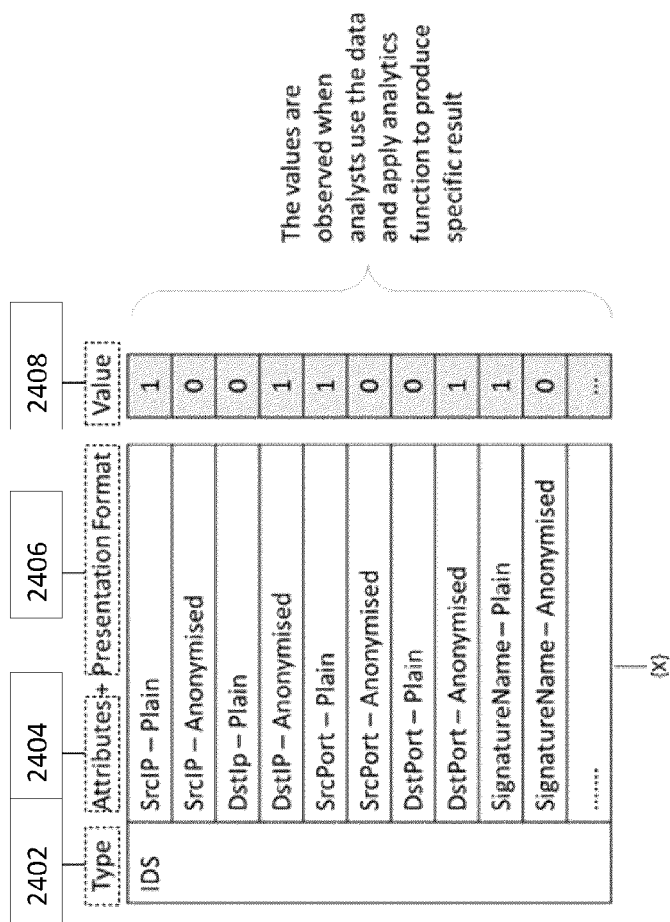 2402 2404 2406 2408
Type Attributes+ Presentation Format Value
IDS
SrcIP – Plain 1
SrcIP – Anonymised 0
DstIp – Plain 0
DstIP – Anonymised 1
SrcPort – Plain 1
SrcPort – Anonymised 0
DstPort – Plain 0
DstPort – Anonymised 1
SignatureName – Plain 1
SignatureName – Anonymised 0
....... ...
{x}
The values are
observed when
analysts use the data
and apply analytics
function to produce
specific result